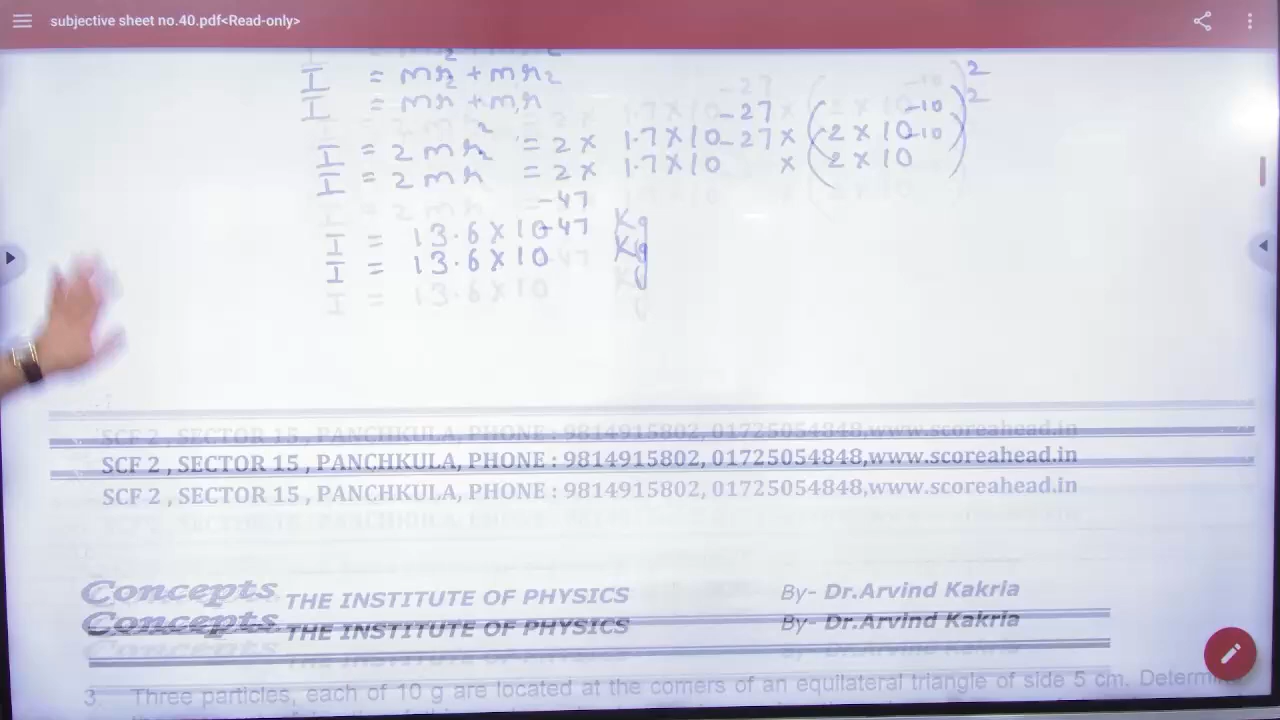 subjective sheet no.40.pdf<Read-only>
I = mr² + mr²
I = 2mr² = 2 × 1.7 × 10⁻²⁷ × (2 × 10⁻¹⁰)²
I = 13.6 × 10⁻⁴⁷ Kg
SCF 2 , SECTOR 15 , PANCHKULA, PHONE : 9814915802, 01725054848,www.scoreahead.in
Concepts THE INSTITUTE OF PHYSICS By- Dr.Arvind Kakria
3. Three particles, each of 10 g are located at the corners of an equilateral triangle of side 5 cm.